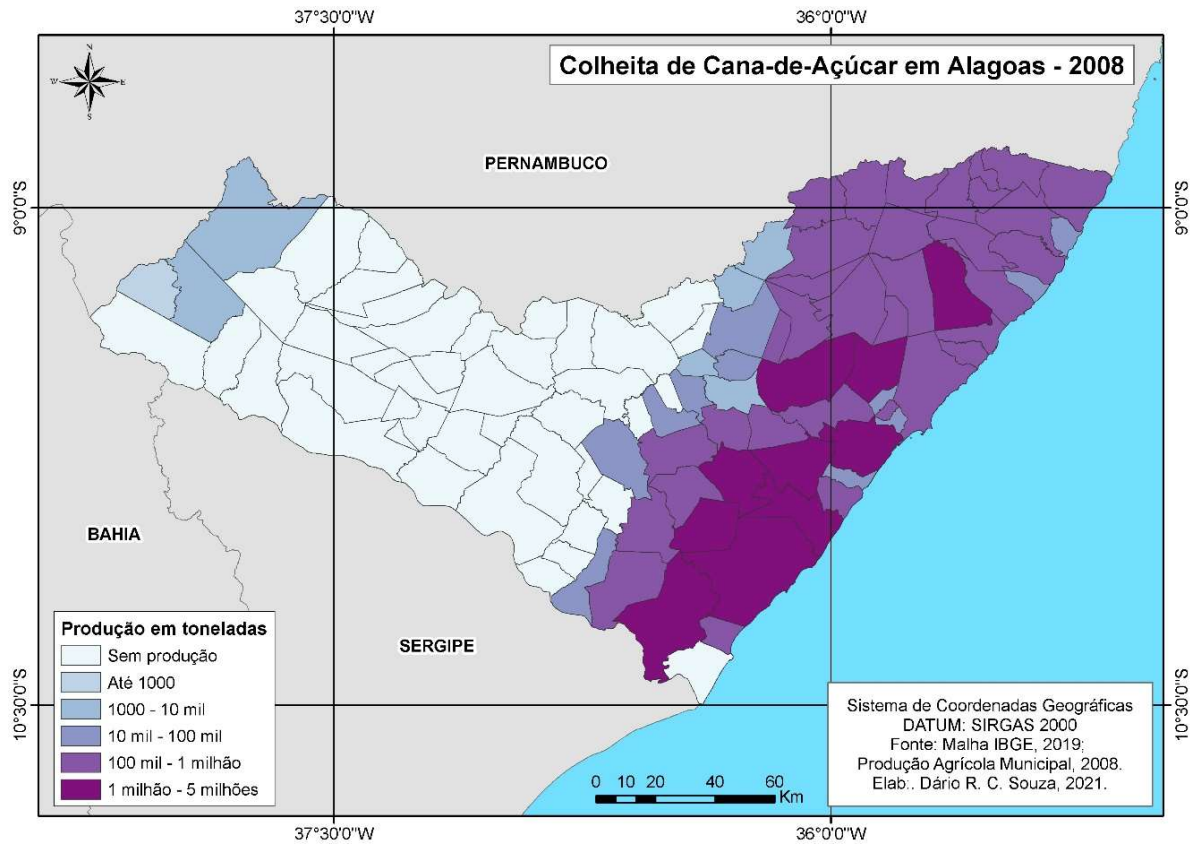 37°30'0"W
36°0'0"W
Colheita de Cana-de-Açúcar em Alagoas - 2008
N
W
E
S
PERNAMBUCO
9°0'0"S
9°0'0"S
BAHIA
SERGIPE
Produção em toneladas
Sem produção
Até 1000
1000 - 10 mil
10 mil - 100 mil
100 mil - 1 milhão
1 milhão - 5 milhões
10°30'0"S
10°30'0"S
Sistema de Coordenadas Geográficas
DATUM: SIRGAS 2000
Fonte: Malha IBGE, 2019;
Produção Agrícola Municipal, 2008.
Elab:. Dário R. C. Souza, 2021.
0 10 20 40 60
Km
37°30'0"W
36°0'0"W